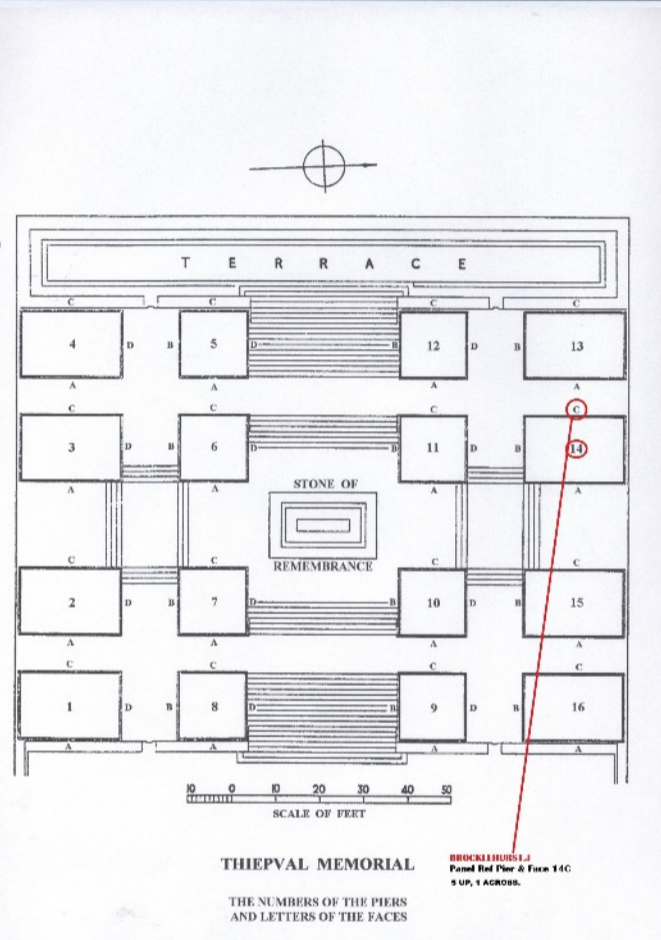 TERRACE
C C C C
4 D B 5 D B 12 D B 13
A A A A
C C C C
3 D B 6 D B 11 D B 14
A A A A
STONE OF
REMEMBRANCE
C C C C
2 D B 7 D B 10 D B 15
A A A A
C C C C
1 D B 8 D B 9 D B 16
A A A A
10 0 10 20 30 40 50
SCALE OF FEET
THIEPVAL MEMORIAL
THE NUMBERS OF THE PIERS
AND LETTERS OF THE FACES
BROCKLEHURST.J
Panel Ref Pier & Face 14C
5 UP, 1 ACROSS.